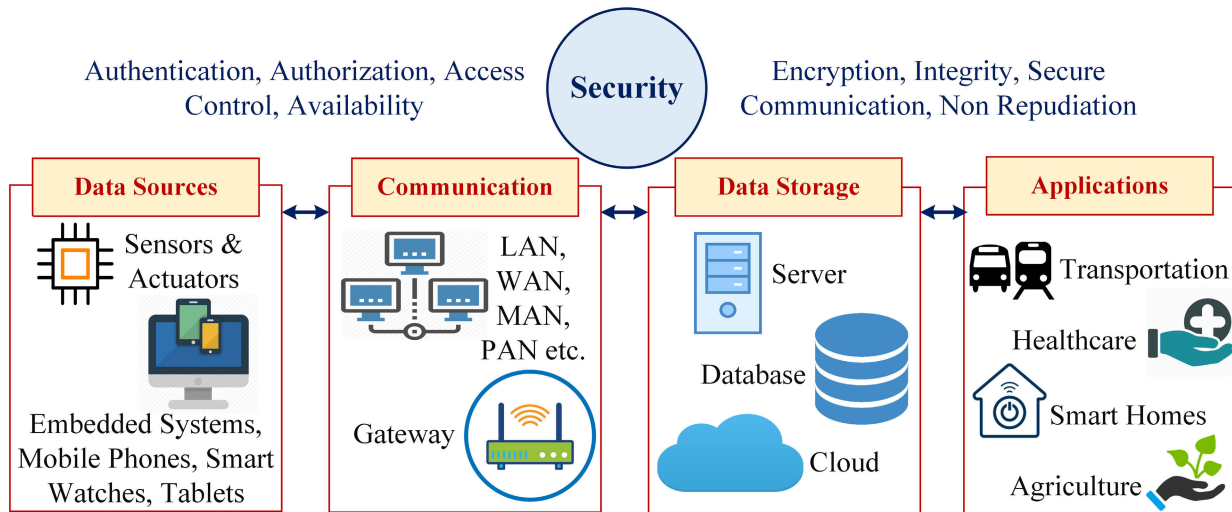 Authentication, Authorization, Access
Control, Availability
Security
Encryption, Integrity, Secure
Communication, Non Repudiation
Data Sources
Sensors &
Actuators
Embedded Systems,
Mobile Phones, Smart
Watches, Tablets
Communication
LAN,
WAN,
MAN,
PAN etc.
Gateway
Data Storage
Server
Database
Cloud
Applications
Transportation
Healthcare
Smart Homes
Agriculture